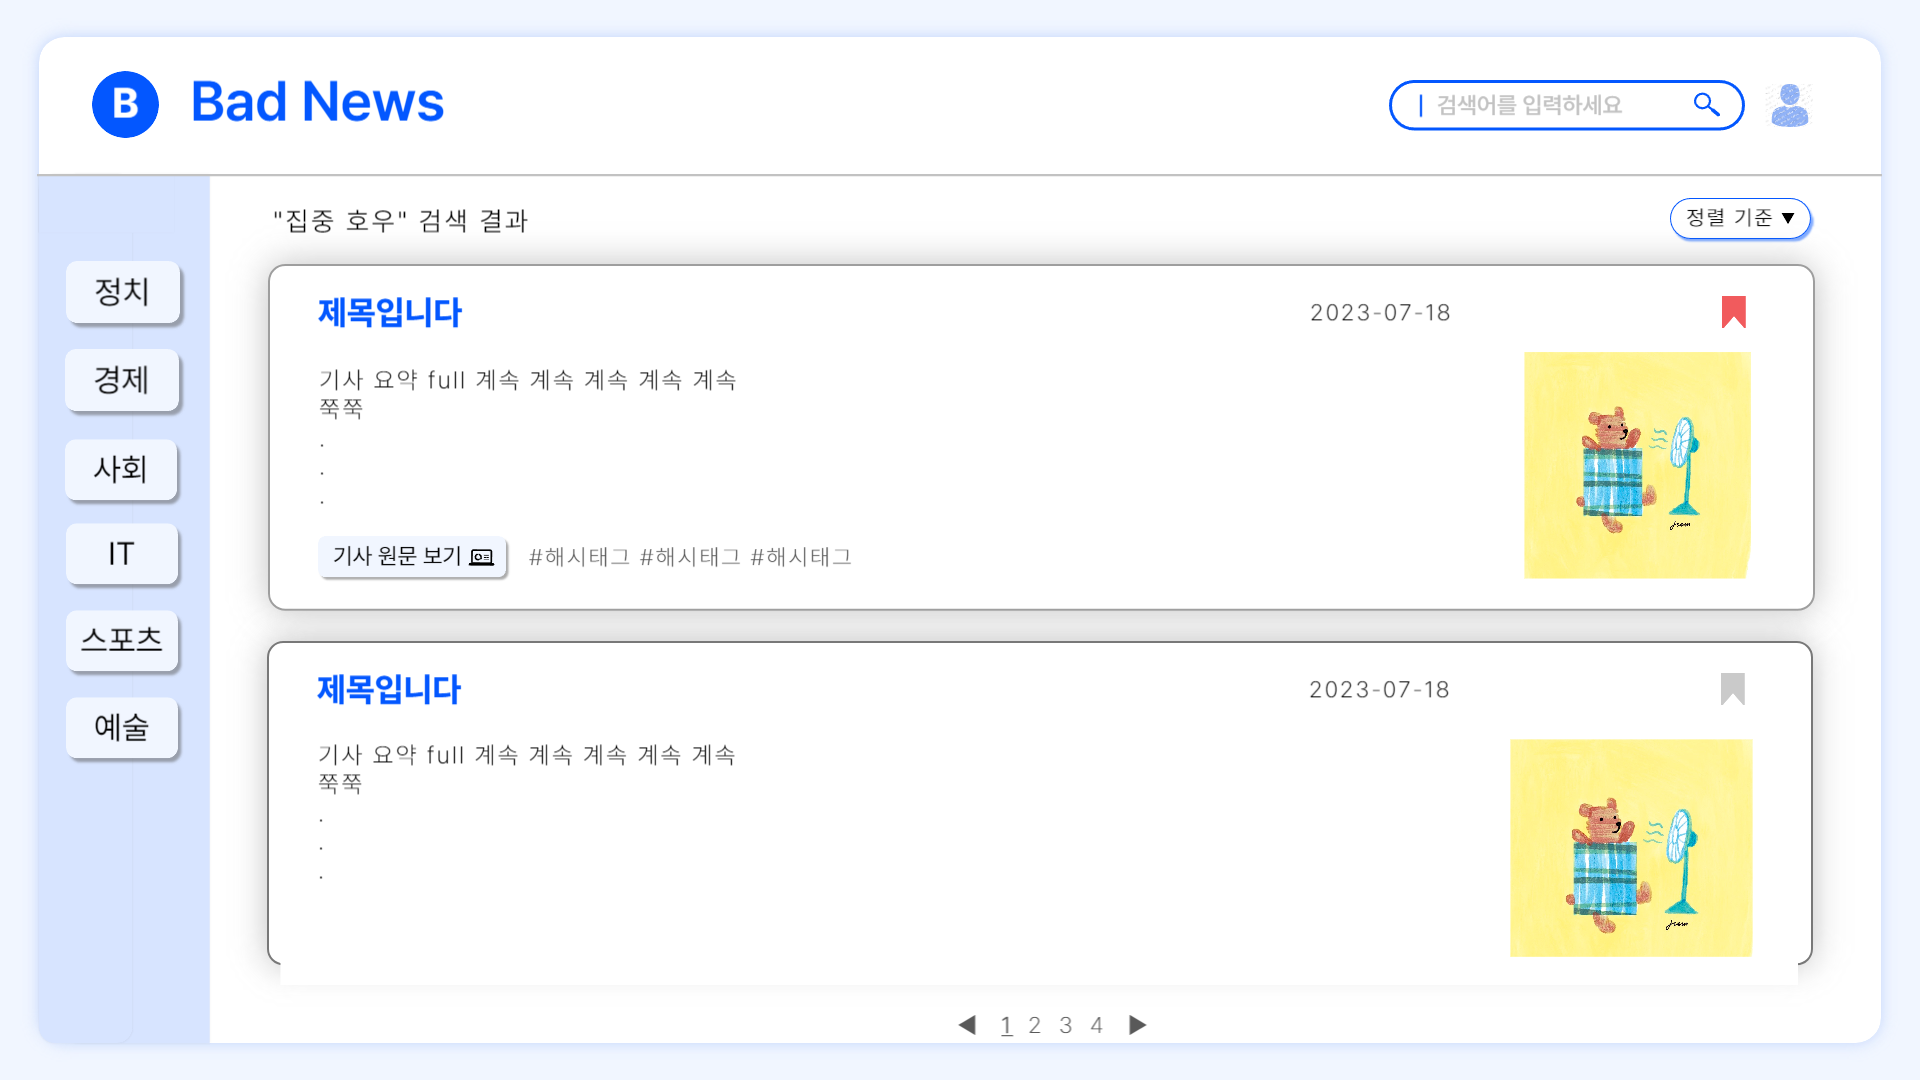 B Bad News
| 검색어를 입력하세요
"집중 호우" 검색 결과
정렬 기준 ▼
정치
경제
사회
IT
스포츠
예술
제목입니다
2023-07-18
기사 요약 full 계속 계속 계속 계속 계속
쭉쭉
.
.
.
기사 원문 보기
#해시태그 #해시태그 #해시태그
제목입니다
2023-07-18
기사 요약 full 계속 계속 계속 계속 계속
쭉쭉
.
.
.
◀ 1 2 3 4 ▶